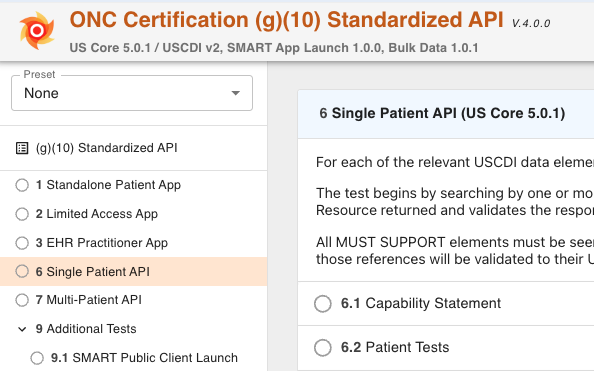 ONC Certification (g)(10) Standardized API V.4.0.0
US Core 5.0.1 / USCDI v2, SMART App Launch 1.0.0, Bulk Data 1.0.1
Preset
None
(g)(10) Standardized API
1 Standalone Patient App
2 Limited Access App
3 EHR Practitioner App
6 Single Patient API
7 Multi-Patient API
9 Additional Tests
9.1 SMART Public Client Launch
6 Single Patient API (US Core 5.0.1)
For each of the relevant USCDI data
The test begins by searching by one or
Resource returned and validates the
All MUST SUPPORT elements must be
those references will be validated to their
6.1 Capability Statement
6.2 Patient Tests